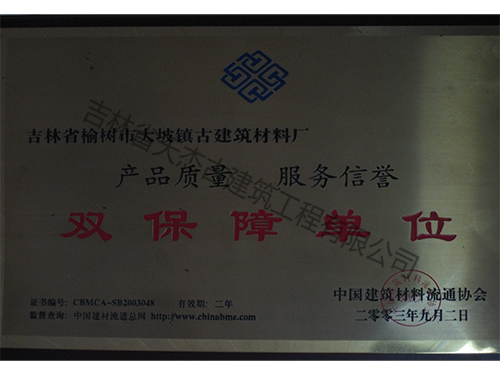 吉林省榆树市大坡镇古建筑材料厂
产品质量 服务信誉
双保障单位
吉林省大杰古建筑工程有限公司
中国建筑材料流通协会
二零零三年九月二日
证书编号: CBMCA-SB2003048 有效期: 二年
监督查询: 中国建材流通总网 http://www.chinabme.com